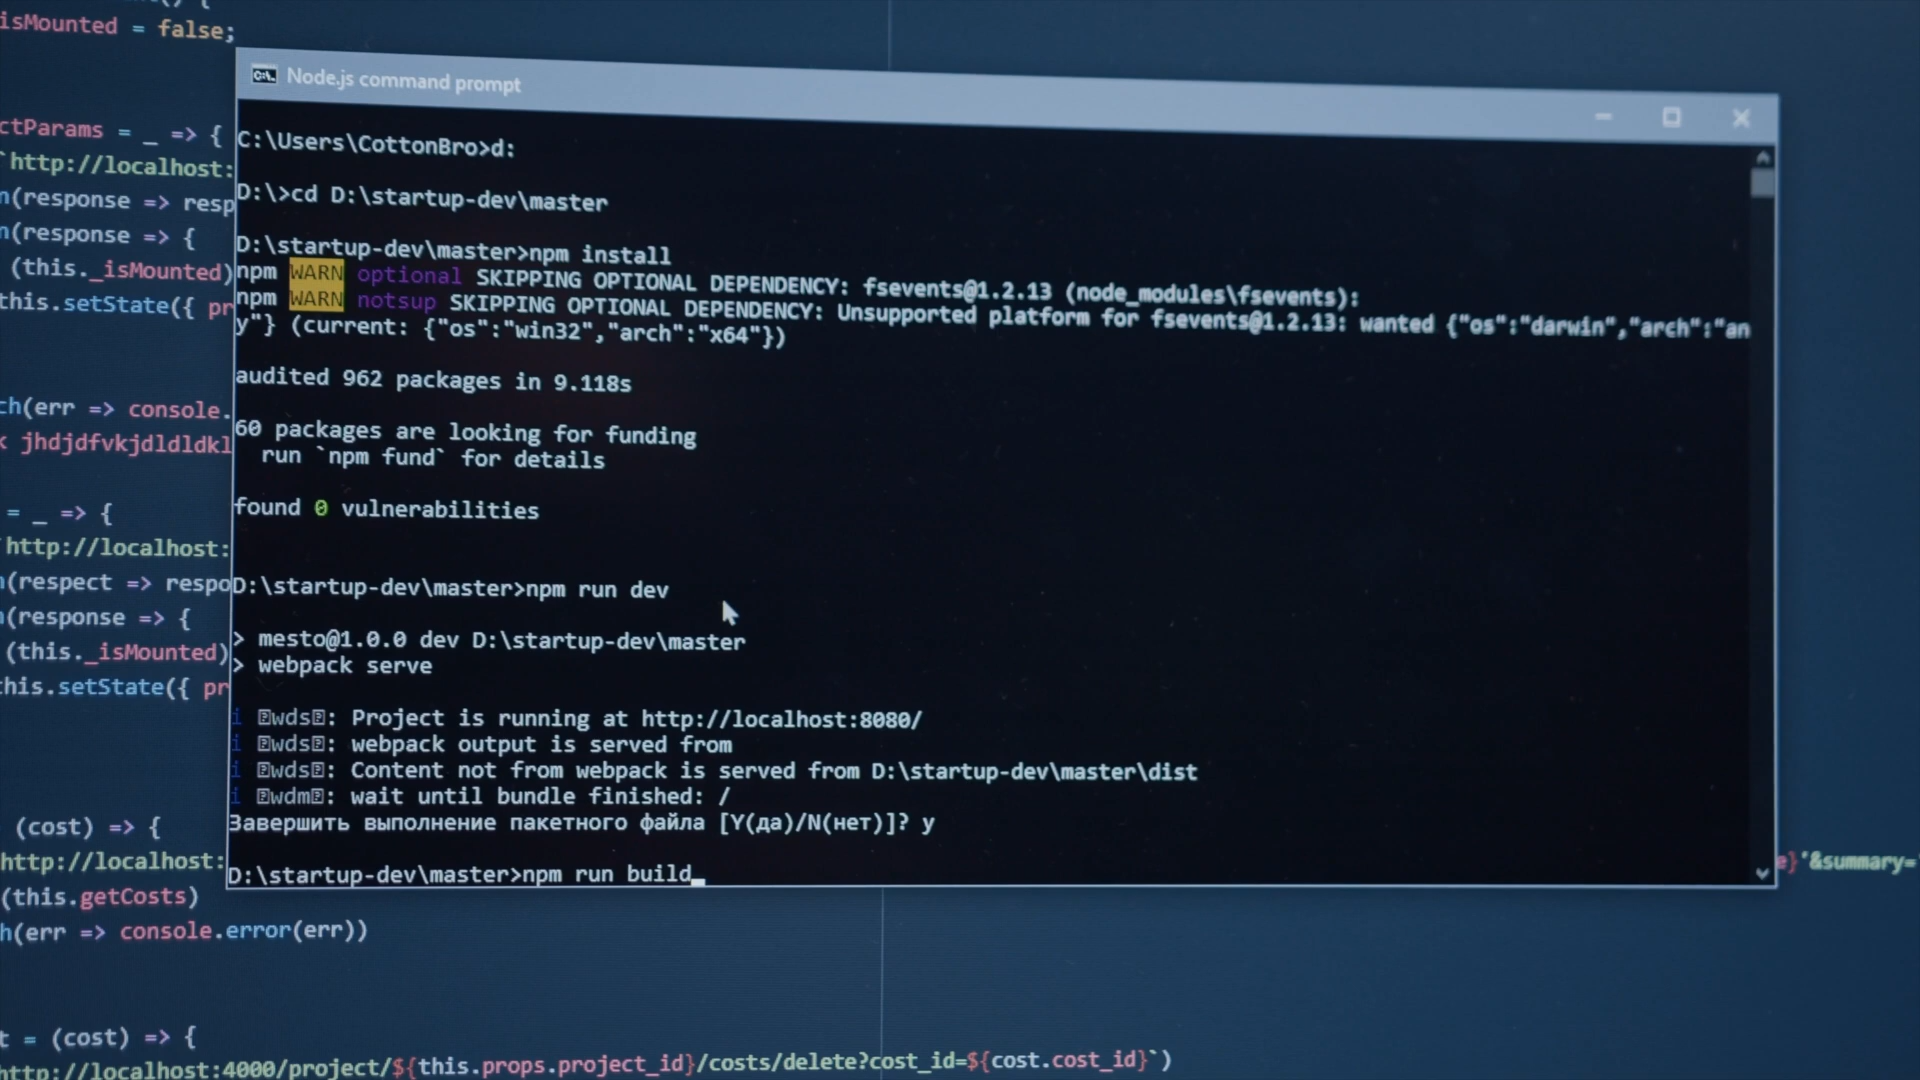 isMounted = false;
Node.js command prompt
C:\Users\CottonBro>d:
ctParams = _ => {
`http://localhost:
D:\>cd D:\startup-dev\master
(response => resp
(response => {
D:\startup-dev\master>npm install
(this._isMounted)
npm WARN optional SKIPPING OPTIONAL DEPENDENCY: fsevents@1.2.13 (node_modules\fsevents):
this.setState({ pr
npm WARN notsup SKIPPING OPTIONAL DEPENDENCY: Unsupported platform for fsevents@1.2.13: wanted {"os":"darwin","arch":"an
y"} (current: {"os":"win32","arch":"x64"})
audited 962 packages in 9.118s
ch(err => console.
60 packages are looking for funding
k jhdjdfvkjdldldkl
run `npm fund` for details
found 0 vulnerabilities
= _ => {
`http://localhost:
(respect => respo
D:\startup-dev\master>npm run dev
(response => {
> mesto@1.0.0 dev D:\startup-dev\master
(this._isMounted)
> webpack serve
this.setState({ pr
i wds: Project is running at http://localhost:8080/
i wds: webpack output is served from
i wds: Content not from webpack is served from D:\startup-dev\master\dist
i wdm: wait until bundle finished: /
(cost) => {
Завершить выполнение пакетного файла [Y(да)/N(нет)]? y
http://localhost:
e}'&summary=
D:\startup-dev\master>npm run build_
(this.getCosts)
h(err => console.error(err))
t = (cost) => {
http://localhost:4000/project/${this.props.project_id}/costs/delete?cost_id=${cost.cost_id}`)